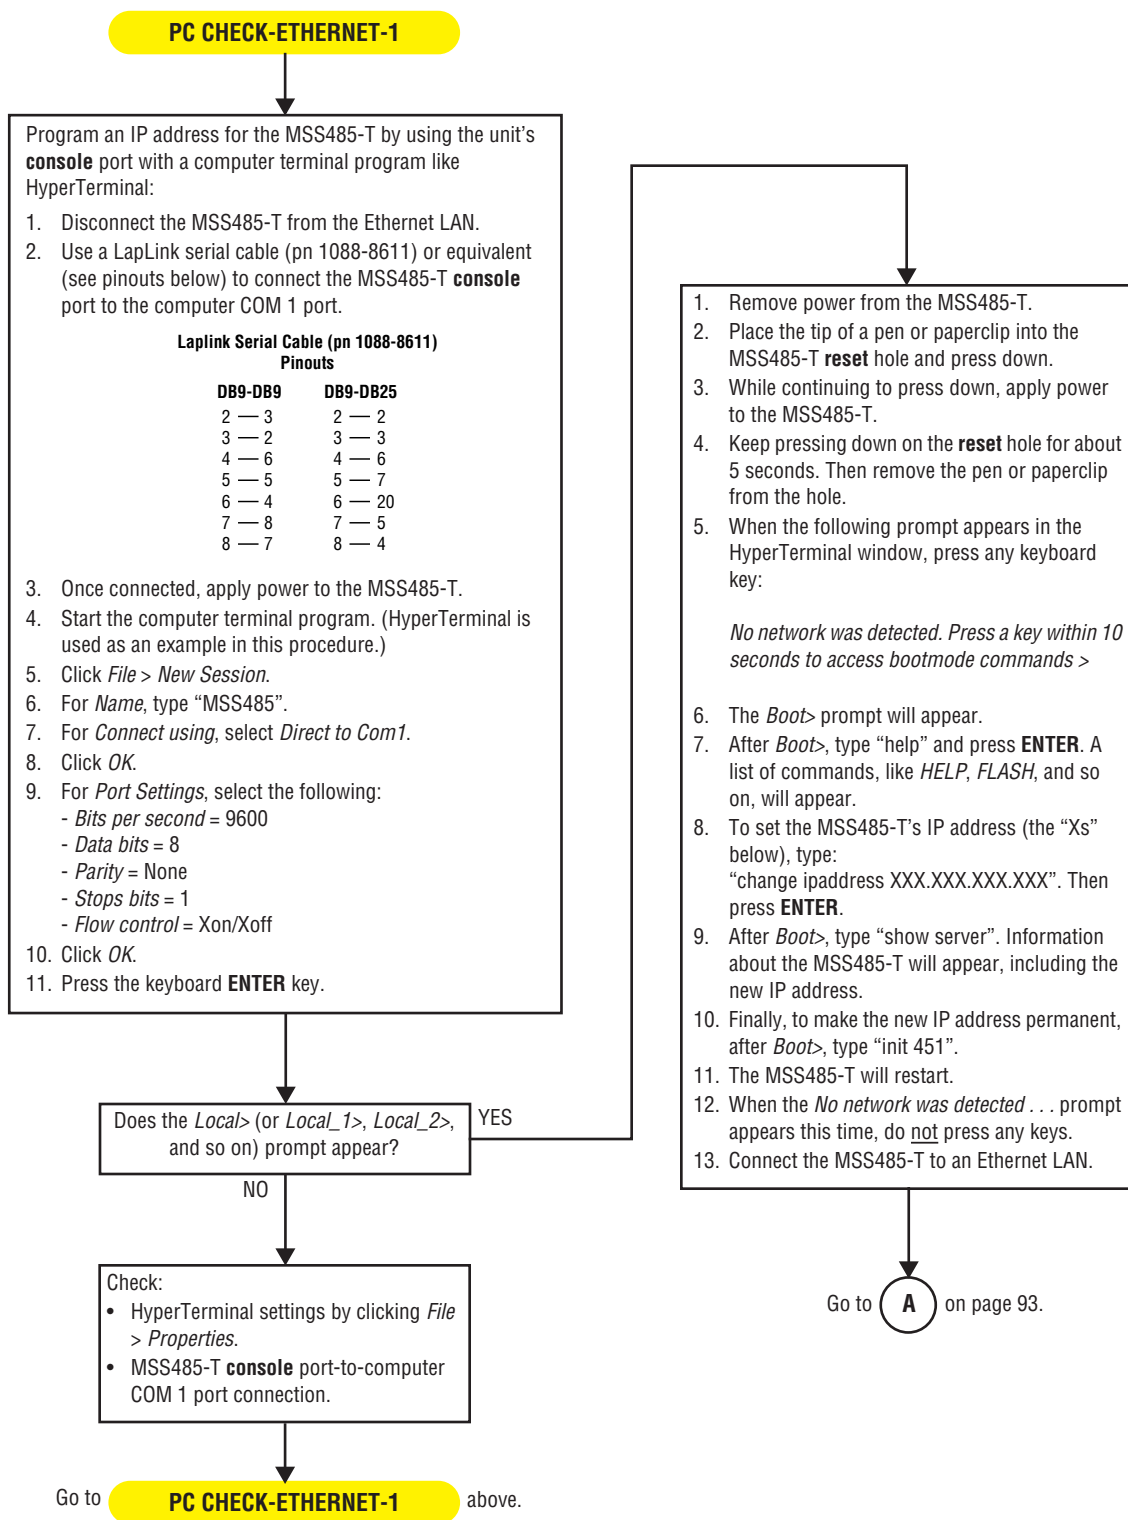 PC CHECK-ETHERNET-1
Program an IP address for the MSS485-T by using the unit's
console port with a computer terminal program like
HyperTerminal:
1. Disconnect the MSS485-T from the Ethernet LAN.
2. Use a LapLink serial cable (pn 1088-8611) or equivalent
(see pinouts below) to connect the MSS485-T console
port to the computer COM 1 port.
Laplink Serial Cable (pn 1088-8611)
Pinouts
DB9-DB9 DB9-DB25
2 — 3 2 — 2
3 — 2 3 — 3
4 — 6 4 — 6
5 — 5 5 — 7
6 — 4 6 — 20
7 — 8 7 — 5
8 — 7 8 — 4
3. Once connected, apply power to the MSS485-T.
4. Start the computer terminal program. (HyperTerminal is
used as an example in this procedure.)
5. Click File > New Session.
6. For Name, type “MSS485”.
7. For Connect using, select Direct to Com1.
8. Click OK.
9. For Port Settings, select the following:
- Bits per second = 9600
- Data bits = 8
- Parity = None
- Stops bits = 1
- Flow control = Xon/Xoff
10. Click OK.
11. Press the keyboard ENTER key.
Does the Local> (or Local_1>, Local_2>,
and so on) prompt appear?
YES
NO
Check:
• HyperTerminal settings by clicking File
> Properties.
• MSS485-T console port-to-computer
COM 1 port connection.
Go to PC CHECK-ETHERNET-1 above.
1. Remove power from the MSS485-T.
2. Place the tip of a pen or paperclip into the
MSS485-T reset hole and press down.
3. While continuing to press down, apply power
to the MSS485-T.
4. Keep pressing down on the reset hole for about
5 seconds. Then remove the pen or paperclip
from the hole.
5. When the following prompt appears in the
HyperTerminal window, press any keyboard
key:
No network was detected. Press a key within 10
seconds to access bootmode commands >
6. The Boot> prompt will appear.
7. After Boot>, type “help” and press ENTER. A
list of commands, like HELP, FLASH, and so
on, will appear.
8. To set the MSS485-T's IP address (the “Xs”
below), type:
“change ipaddress XXX.XXX.XXX.XXX”. Then
press ENTER.
9. After Boot>, type “show server”. Information
about the MSS485-T will appear, including the
new IP address.
10. Finally, to make the new IP address permanent,
after Boot>, type “init 451”.
11. The MSS485-T will restart.
12. When the No network was detected . . . prompt
appears this time, do not press any keys.
13. Connect the MSS485-T to an Ethernet LAN.
Go to A on page 93.